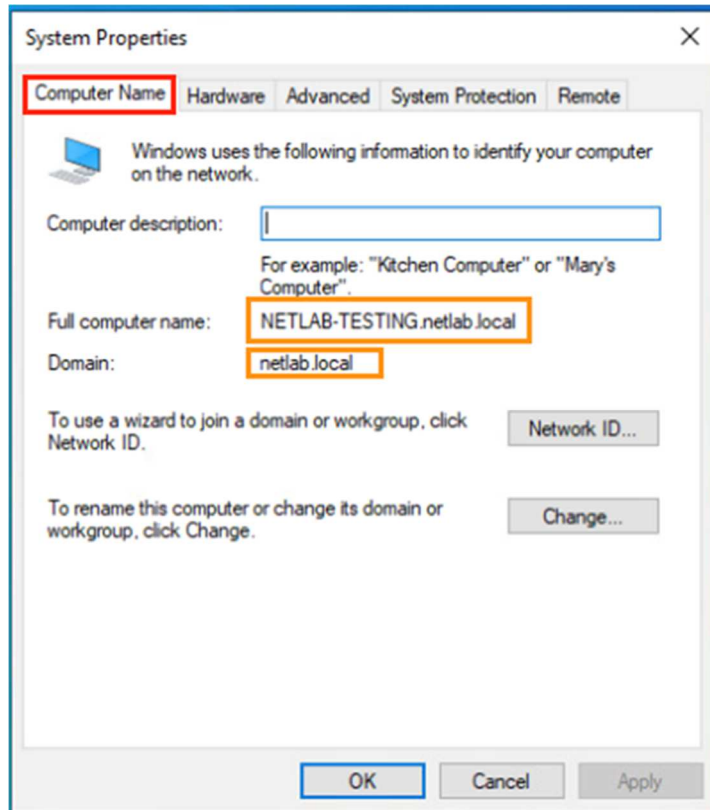 System Properties
Computer Name Hardware Advanced System Protection Remote
Windows uses the following information to identify your computer
on the network.
Computer description:
For example: "Kitchen Computer" or "Mary's
Computer".
Full computer name: NETLAB-TESTING.netlab.local
Domain: netlab.local
To use a wizard to join a domain or workgroup, click
Network ID.
Network ID...
To rename this computer or change its domain or
workgroup, click Change.
Change...
OK Cancel Apply